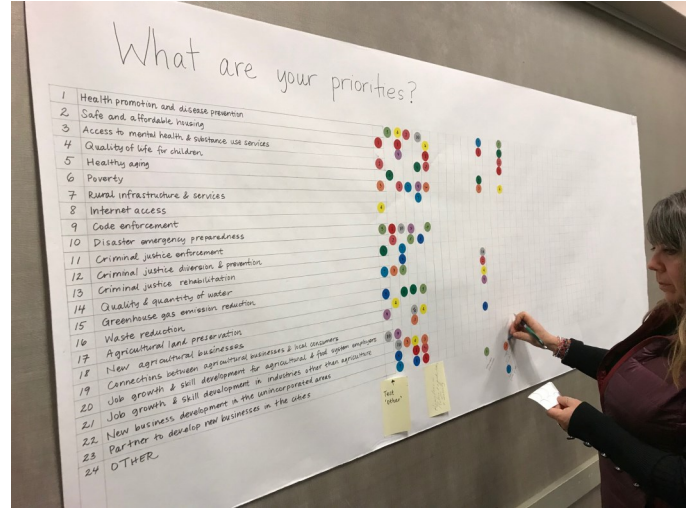 What are your priorities?
1 Health promotion and disease prevention
2 Safe and affordable housing
3 Access to mental health & substance use services
4 Quality of life for children
5 Healthy aging
6 Poverty
7 Rural infrastructure & services
8 Internet access
9 Code enforcement
10 Disaster emergency preparedness
11 Criminal justice enforcement
12 Criminal justice diversion & prevention
13 Criminal justice rehabilitation
14 Quality & quantity of water
15 Greenhouse gas emission reduction
16 Waste reduction
17 Agricultural land preservation
18 New agricultural businesses
19 Connections between agricultural businesses & local consumers
20 Job growth & skill development for agricultural & food system employers
21 Job growth & skill development in industries other than agriculture
22 New business development in the unincorporated areas
23 Partner to develop new businesses in the cities
24 OTHER
"other"